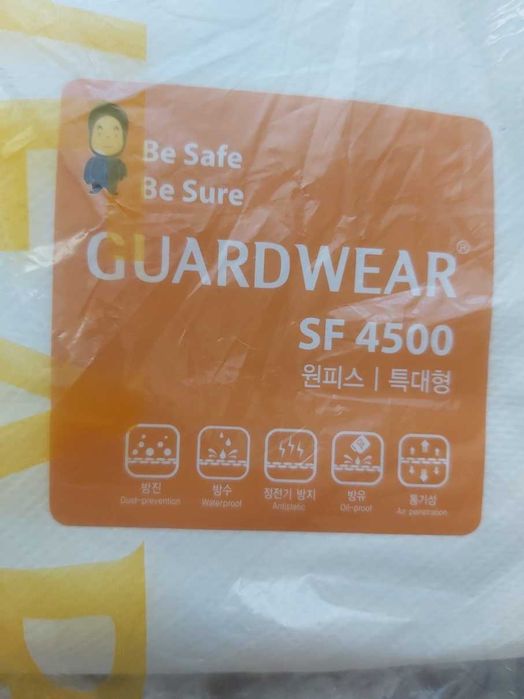 Be Safe
Be Sure
GUARDWEAR®
SF 4500
원피스 | 특대형
방진
Dust-prevention
방수
Waterproof
정전기 방지
Antistatic
방유
Oil-proof
통기성
Air penetration